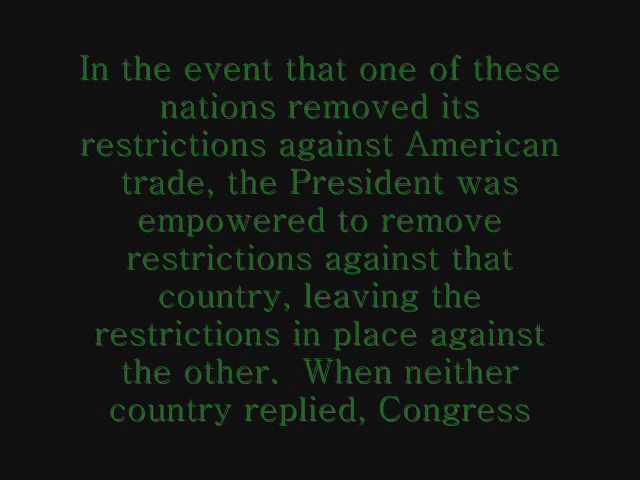 In the event that one of these
nations removed its
restrictions against American
trade, the President was
empowered to remove
restrictions against that
country, leaving the
restrictions in place against
the other.  When neither
country replied, Congress